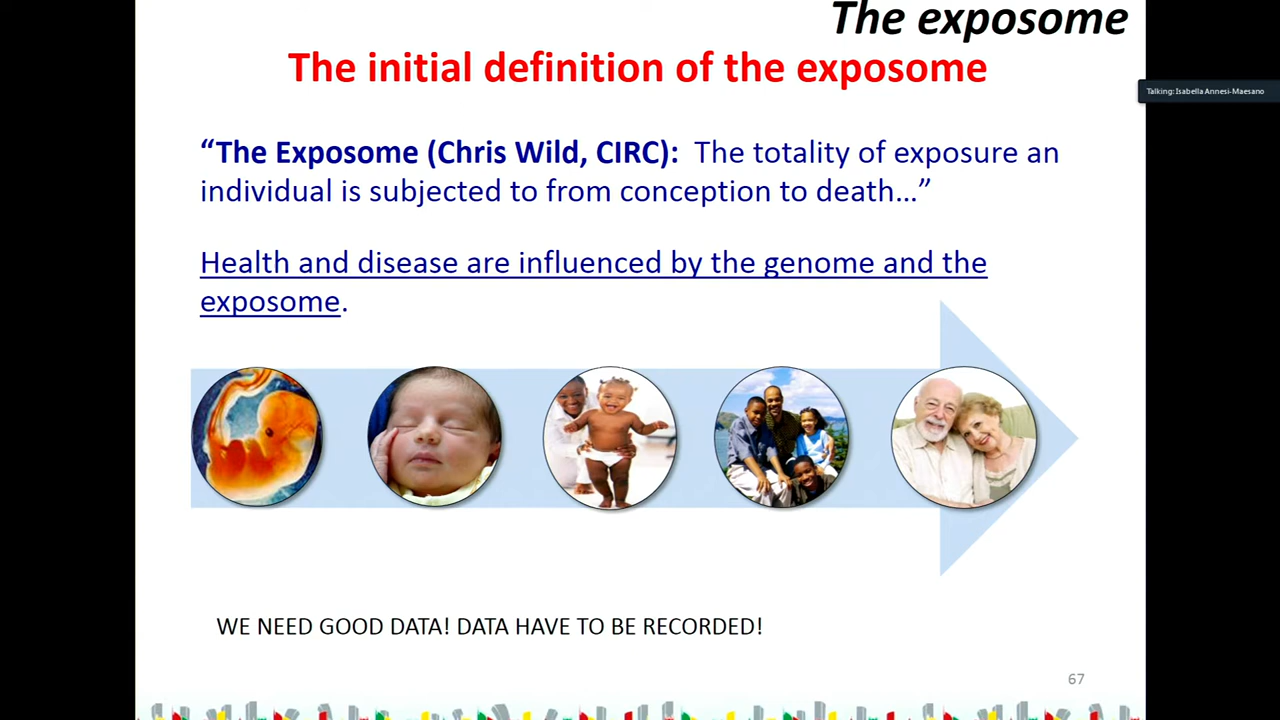 The exposome
The initial definition of the exposome
Talking: Isabella Annesi-Maesano
“The Exposome (Chris Wild, CIRC): The totality of exposure an
individual is subjected to from conception to death…”
Health and disease are influenced by the genome and the
exposome.
WE NEED GOOD DATA! DATA HAVE TO BE RECORDED!
67